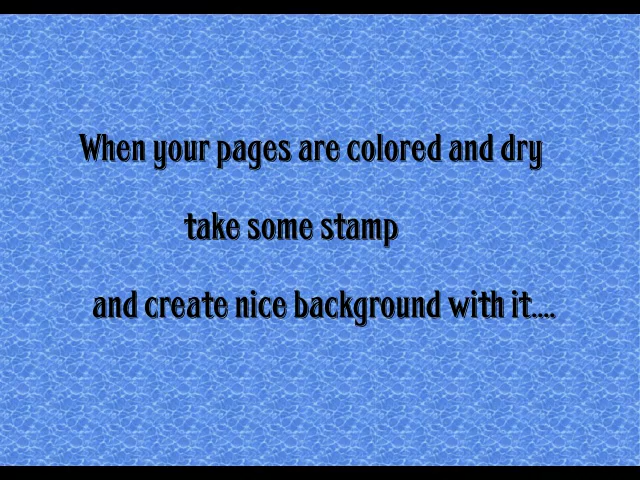 When your pages are colored and dry
take some stamp
and create nice background with it....